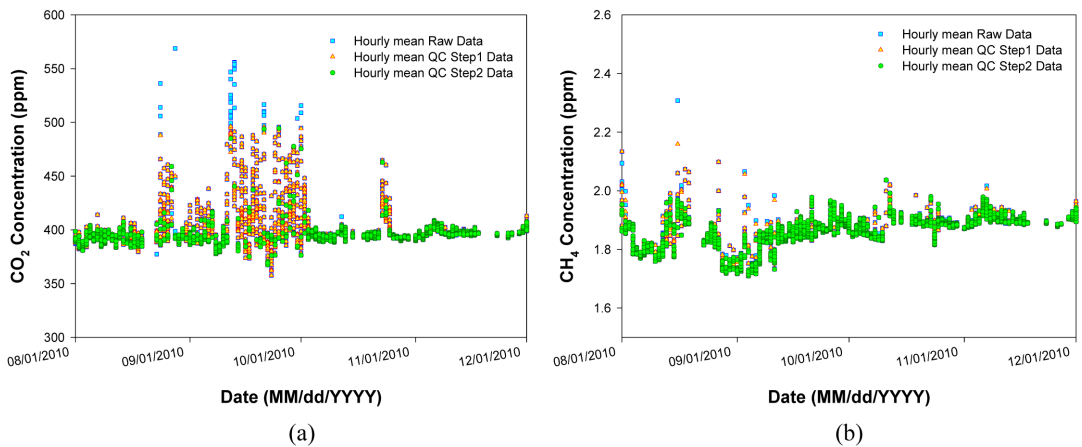 600
550
500
450
400
350
300
CO2 Concentration (ppm)
Hourly mean Raw Data
Hourly mean QC Step1 Data
Hourly mean QC Step2 Data
08/01/2010
09/01/2010
10/01/2010
11/01/2010
12/01/2010
Date (MM/dd/YYYY)
(a)
2.6
2.4
2.2
2.0
1.8
1.6
CH4 Concentration (ppm)
Hourly mean Raw Data
Hourly mean QC Step1 Data
Hourly mean QC Step2 Data
08/01/2010
09/01/2010
10/01/2010
11/01/2010
12/01/2010
Date (MM/dd/YYYY)
(b)